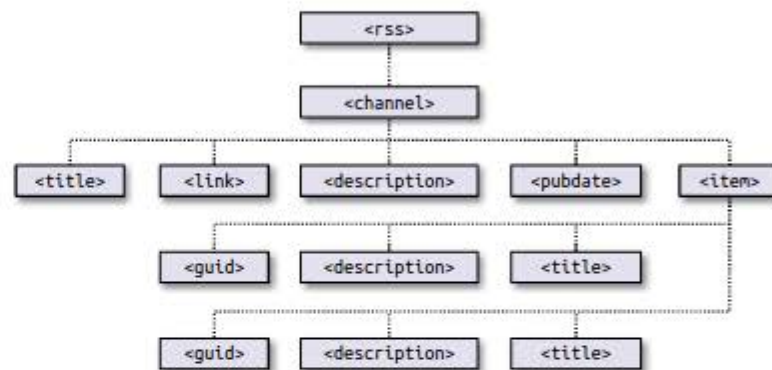 <rss>
<channel>
<title> <link> <description> <pubdate> <item>
<guid> <description> <title>
<guid> <description> <title>